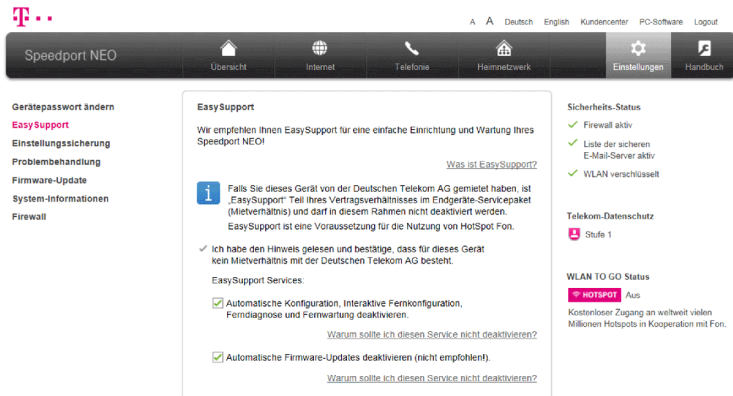 T
A A Deutsch English Kundencenter PC-Software Logout
Speedport NEO
Übersicht Internet Telefonie Heimnetzwerk Einstellungen Handbuch
Gerätepasswort ändern
EasySupport
Einstellungssicherung
Problembehandlung
Firmware-Update
System-Informationen
Firewall
EasySupport
Wir empfehlen Ihnen EasySupport für eine einfache Einrichtung und Wartung Ihres
Speedport NEO!
Was ist EasySupport?
i
Falls Sie dieses Gerät von der Deutschen Telekom AG gemietet haben, ist
„EasySupport" Teil Ihres Vertragsverhältnisses im Endgeräte-Servicepaket
(Mietverhältnis) und darf in diesem Rahmen nicht deaktiviert werden.
EasySupport ist eine Voraussetzung für die Nutzung von HotSpot Fon.
Ich habe den Hinweis gelesen und bestätige, dass für dieses Gerät
kein Mietverhältnis mit der Deutschen Telekom AG besteht.
EasySupport Services:
Automatische Konfiguration, Interaktive Fernkonfiguration,
Ferndiagnose und Fernwartung deaktivieren.
Warum sollte ich diesen Service nicht deaktivieren?
Automatische Firmware-Updates deaktivieren (nicht empfohlen!).
Warum sollte ich diesen Service nicht deaktivieren?
Sicherheits-Status
Firewall aktiv
Liste der sicheren
E-Mail-Server aktiv
WLAN verschlüsselt
Telekom-Datenschutz
Stufe 1
WLAN TO GO Status
HOTSPOT Aus
Kostenloser Zugang an weltweit vielen
Millionen Hotspots in Kooperation mit Fon.